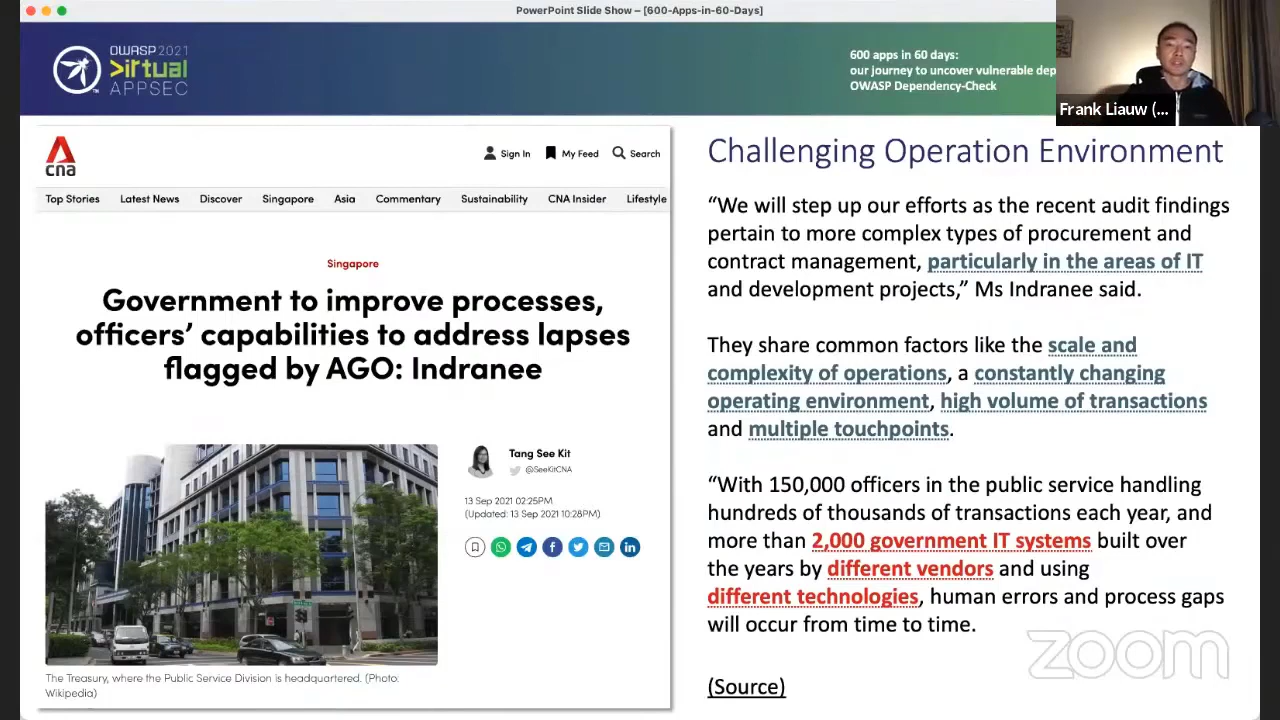 PowerPoint Slide Show – [600-Apps-in-60-Days]
OWASP 2021
>irtual
APPSEC
TM
600 apps in 60 days:
our journey to uncover vulnerable dep
OWASP Dependency-Check
Frank Liauw (...
cna
Sign In My Feed Search
Top Stories Latest News Discover Singapore Asia Commentary Sustainability CNA Insider Lifestyle
Singapore
Government to improve processes,
officers’ capabilities to address lapses
flagged by AGO: Indranee
Tang See Kit
@SeeKitCNA
13 Sep 2021 02:25PM
(Updated: 13 Sep 2021 10:28PM)
The Treasury, where the Public Service Division is headquartered. (Photo:
Wikipedia)
Challenging Operation Environment
“We will step up our efforts as the recent audit findings
pertain to more complex types of procurement and
contract management, particularly in the areas of IT
and development projects,” Ms Indranee said.
They share common factors like the scale and
complexity of operations, a constantly changing
operating environment, high volume of transactions
and multiple touchpoints.
“With 150,000 officers in the public service handling
hundreds of thousands of transactions each year, and
more than 2,000 government IT systems built over
the years by different vendors and using
different technologies, human errors and process gaps
will occur from time to time.
(Source)
zoom